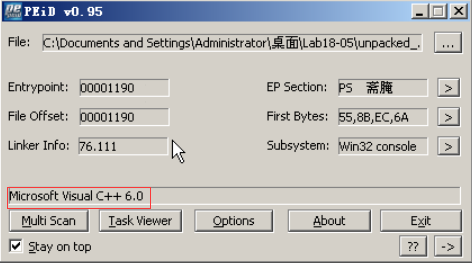 PEiD v0.95
File: C:\Documents and Settings\Administrator\桌面\Lab18-05\unpacked_. ...
Entrypoint: 00001190 EP Section: PS 斋腌 >
File Offset: 00001190 First Bytes: 55,8B,EC,6A >
Linker Info: 76.111 Subsystem: Win32 console >
Microsoft Visual C++ 6.0
Multi Scan Task Viewer Options About Exit
Stay on top ?? ->